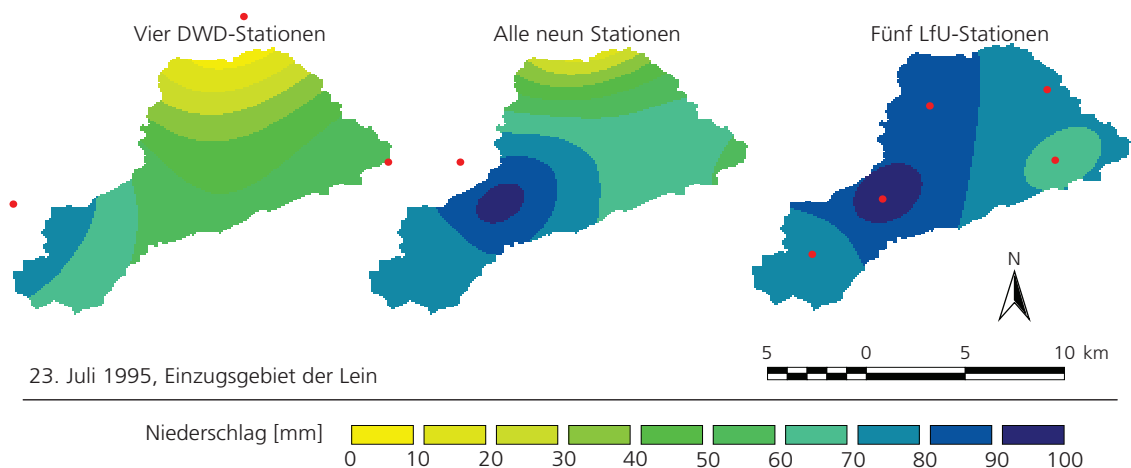 Vier DWD-Stationen
Alle neun Stationen
Fünf LfU-Stationen
N
5 0 5 10 km
23. Juli 1995, Einzugsgebiet der Lein
Niederschlag [mm]
0 10 20 30 40 50 60 70 80 90 100